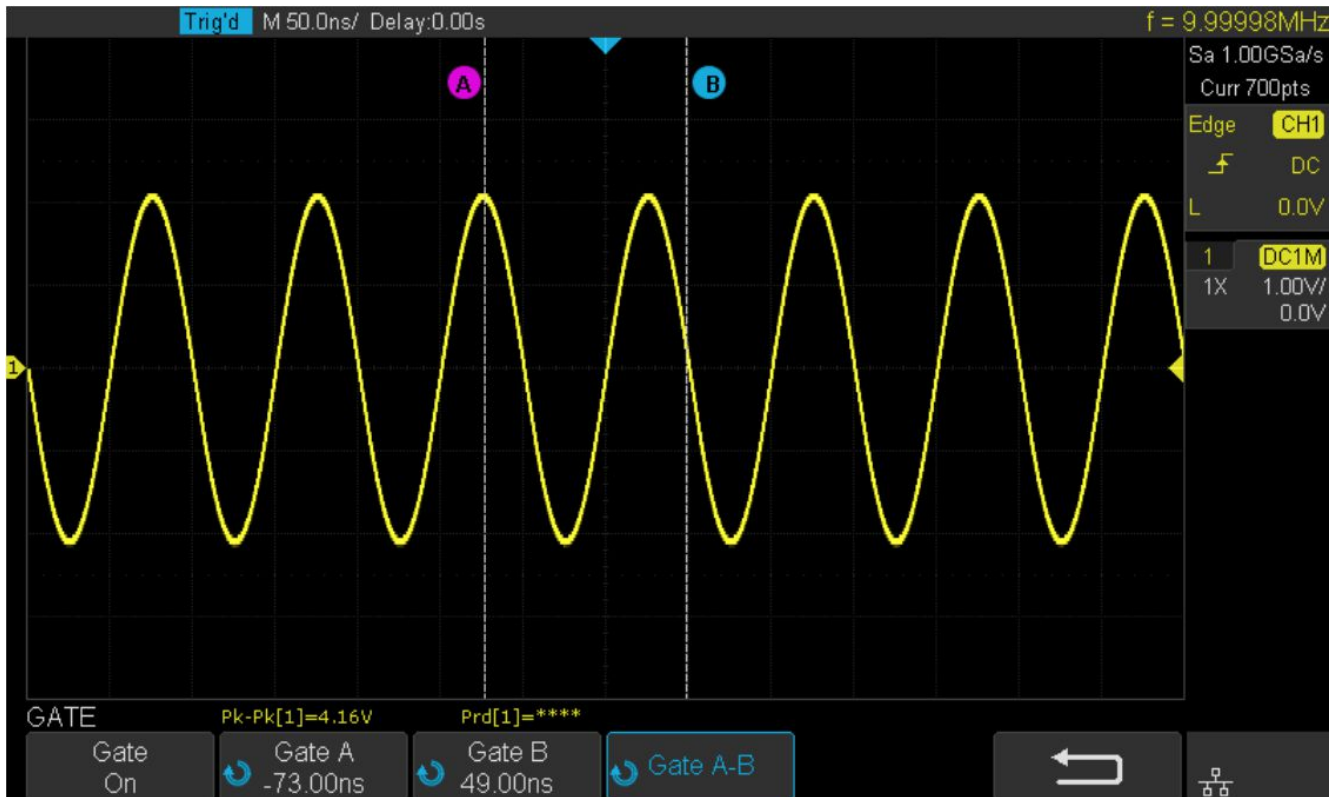 Trig'd M 50.0ns/ Delay:0.00s f = 9.99998MHz
Sa 1.00GSa/s
Curr 700pts
A B
Edge CH1
DC
L 0.0V
1 DC1M
1X 1.00V/
0.0V
1
GATE Pk-Pk[1]=4.16V Prd[1]=****
Gate Gate A Gate B Gate A-B
On -73.00ns 49.00ns